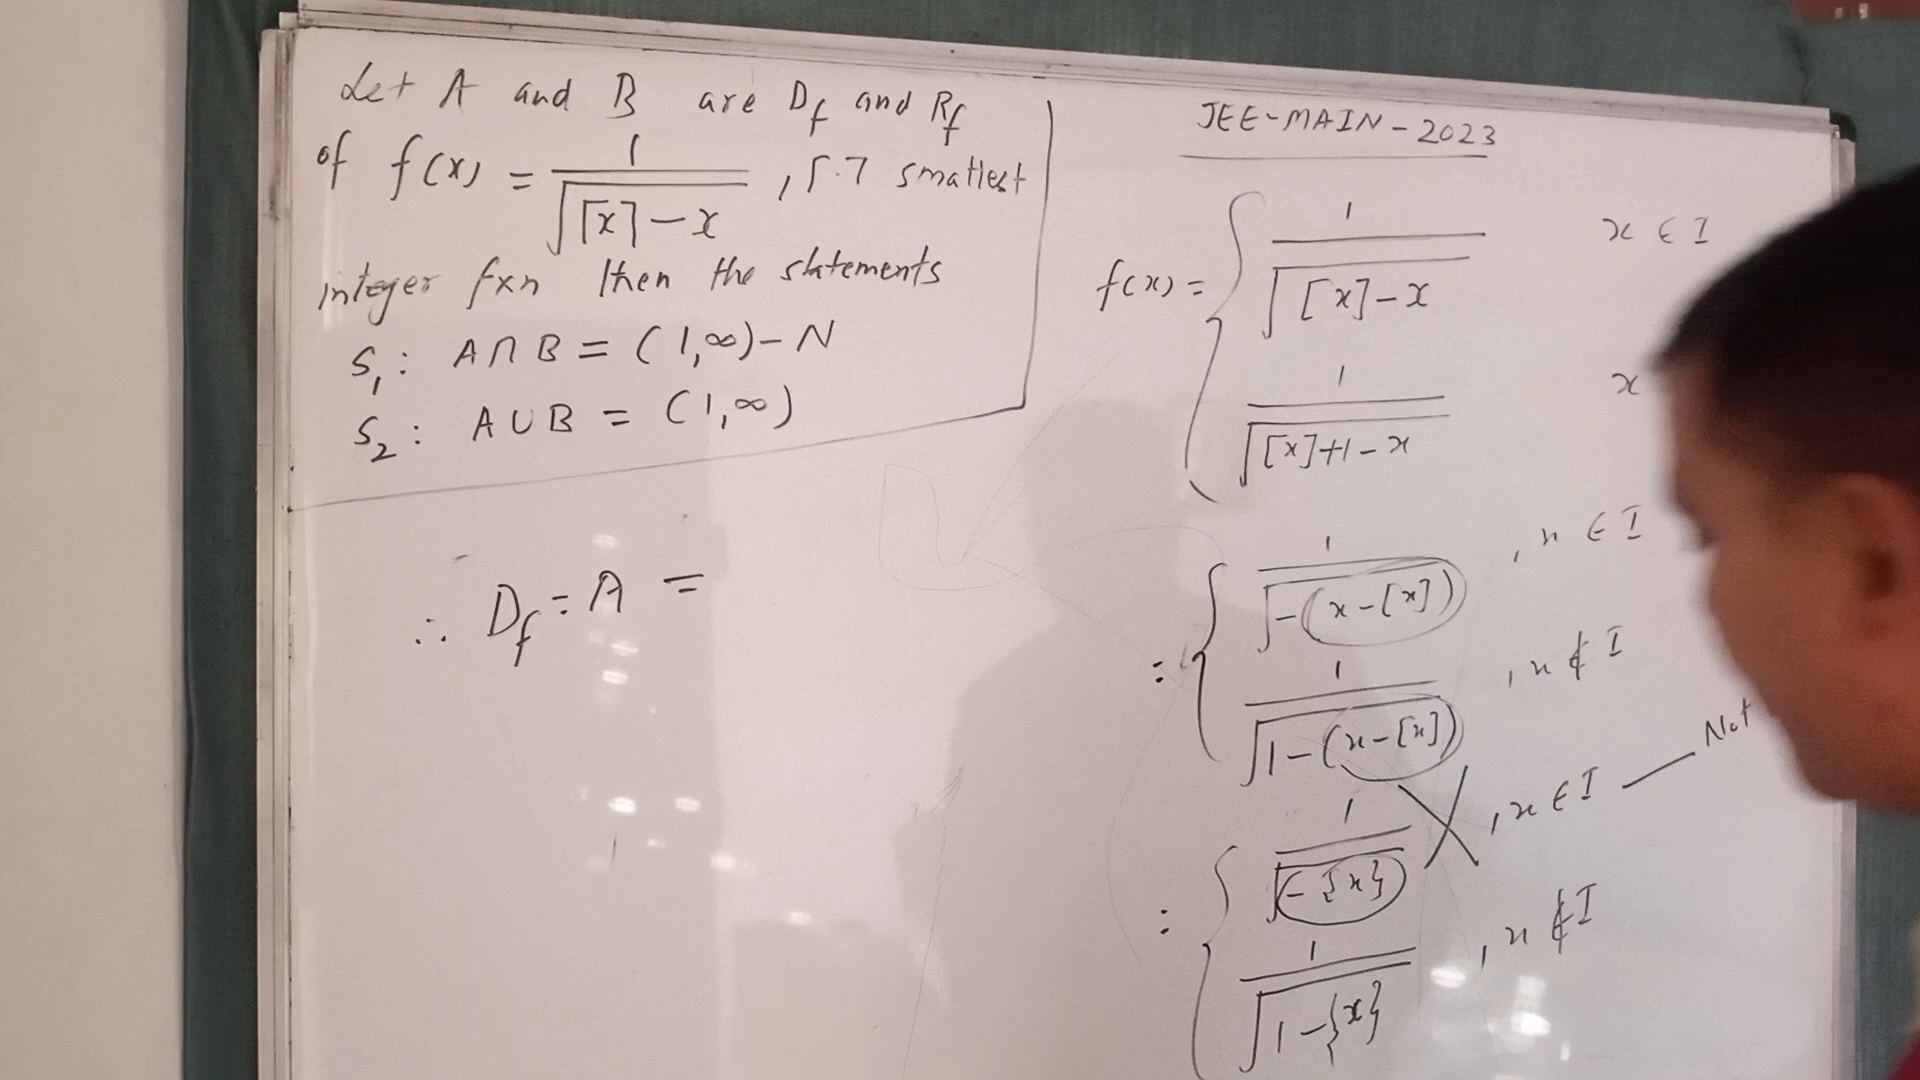 Let A and B are Df and Rf
of f(x) = 1/√(⌈x⌉ - x) , ⌈.⌉ smallest
integer fxn then the statements
S₁: A∩B = (1,∞) - N
S₂: A∪B = (1,∞)
∴ Df = A =
JEE-MAIN-2023
f(x) = { 1/√([x] - x) x ∈ I
1/√([x]+1-x) x
= { 1/√(-(x-[x])) , x ∈ I
1/√(1-(x-[x])) , x ∉ I
= { 1/√(-{x}) , x ∈ I — Not
1/√(1-{x}) , x ∉ I